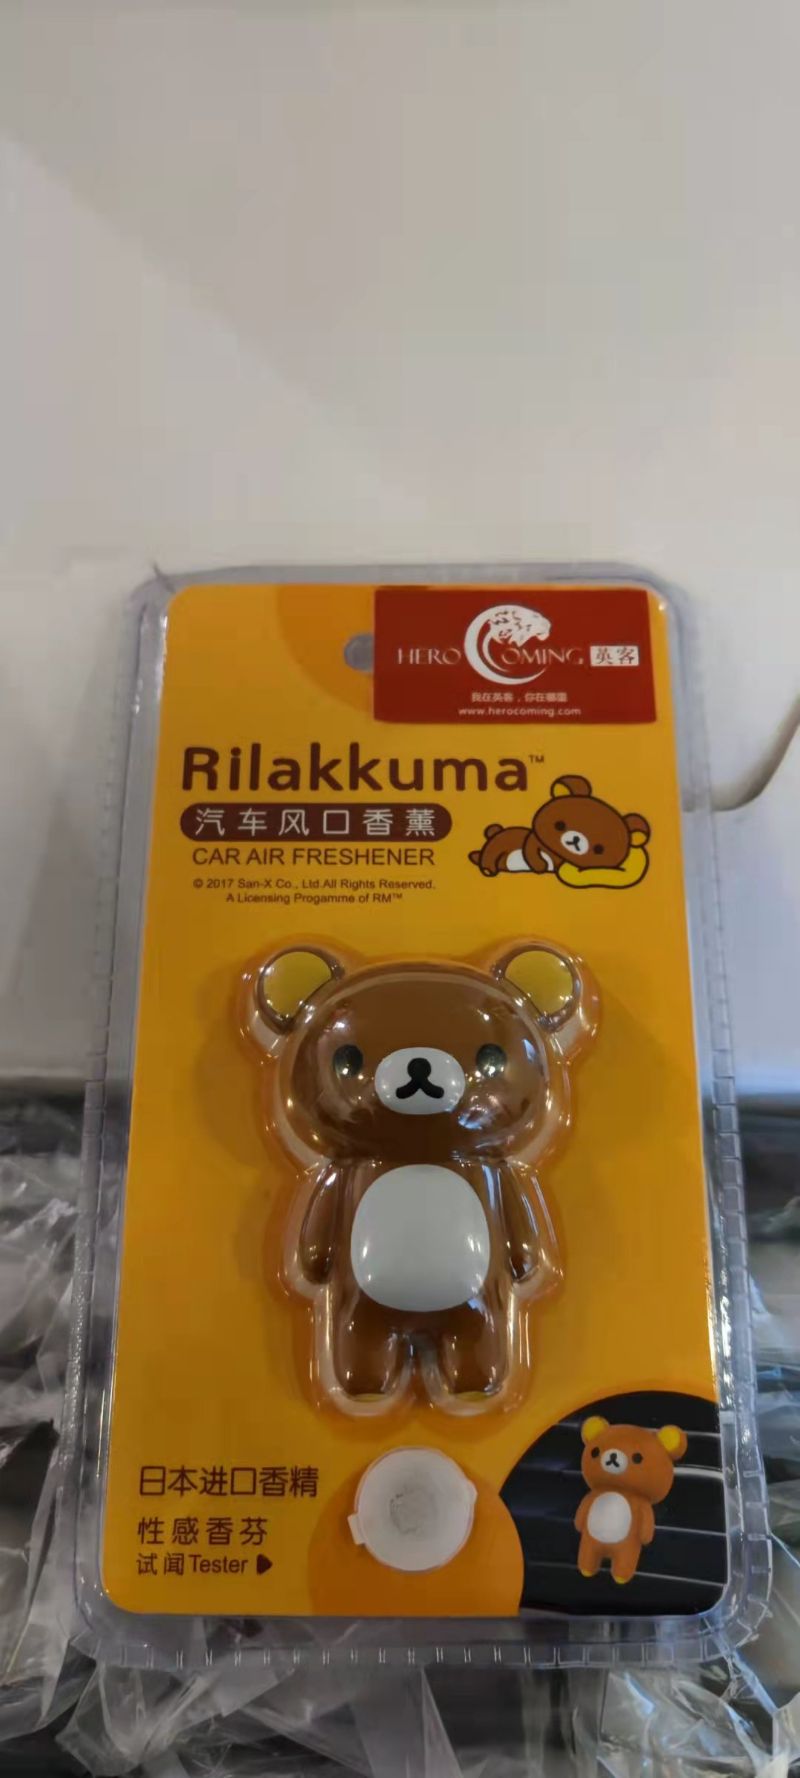 HERO COMING 英客
我在英客，你在哪里
www.herocoming.com
Rilakkuma™
汽车风口香薰
CAR AIR FRESHENER
© 2017 San-X Co., Ltd.All Rights Reserved.
A Licensing Progamme of RM™
日本进口香精
性感香芬
试闻Tester